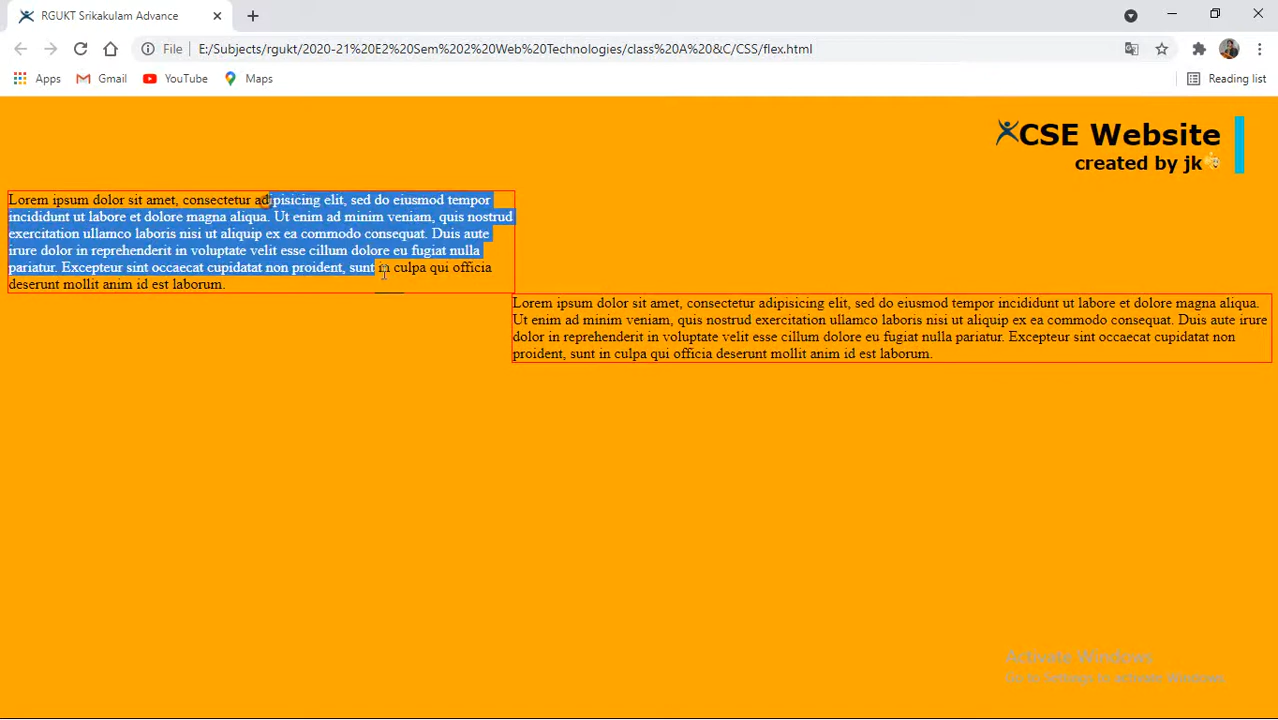 RGUKT Srikakulam Advance
File E:/Subjects/rgukt/2020-21%20E2%20Sem%202%20Web%20Technologies/class%20A%20&C/CSS/flex.html
Apps Gmail YouTube Maps Reading list
CSE Website
created by jk
Lorem ipsum dolor sit amet, consectetur adipisicing elit, sed do eiusmod tempor
incididunt ut labore et dolore magna aliqua. Ut enim ad minim veniam, quis nostrud
exercitation ullamco laboris nisi ut aliquip ex ea commodo consequat. Duis aute
irure dolor in reprehenderit in voluptate velit esse cillum dolore eu fugiat nulla
pariatur. Excepteur sint occaecat cupidatat non proident, sunt in culpa qui officia
deserunt mollit anim id est laborum.
Lorem ipsum dolor sit amet, consectetur adipisicing elit, sed do eiusmod tempor incididunt ut labore et dolore magna aliqua.
Ut enim ad minim veniam, quis nostrud exercitation ullamco laboris nisi ut aliquip ex ea commodo consequat. Duis aute irure
dolor in reprehenderit in voluptate velit esse cillum dolore eu fugiat nulla pariatur. Excepteur sint occaecat cupidatat non
proident, sunt in culpa qui officia deserunt mollit anim id est laborum.
Activate Windows
Go to Settings to activate Windows.